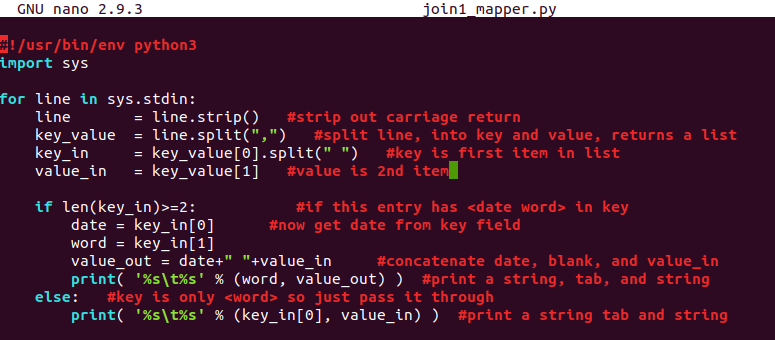 GNU nano 2.9.3 join1_mapper.py
#!/usr/bin/env python3
import sys
for line in sys.stdin:
    line        = line.strip()   #strip out carriage return
    key_value  = line.split(",")   #split line, into key and value, returns a list
    key_in     = key_value[0].split(" ")   #key is first item in list
    value_in   = key_value[1]   #value is 2nd item
    if len(key_in)>=2:           #if this entry has <date word> in key
        date = key_in[0]      #now get date from key field
        word = key_in[1]
        value_out = date+" "+value_in     #concatenate date, blank, and value_in
        print( '%s\t%s' % (word, value_out) )  #print a string, tab, and string
    else:   #key is only <word> so just pass it through
        print( '%s\t%s' % (key_in[0], value_in) )  #print a string tab and string